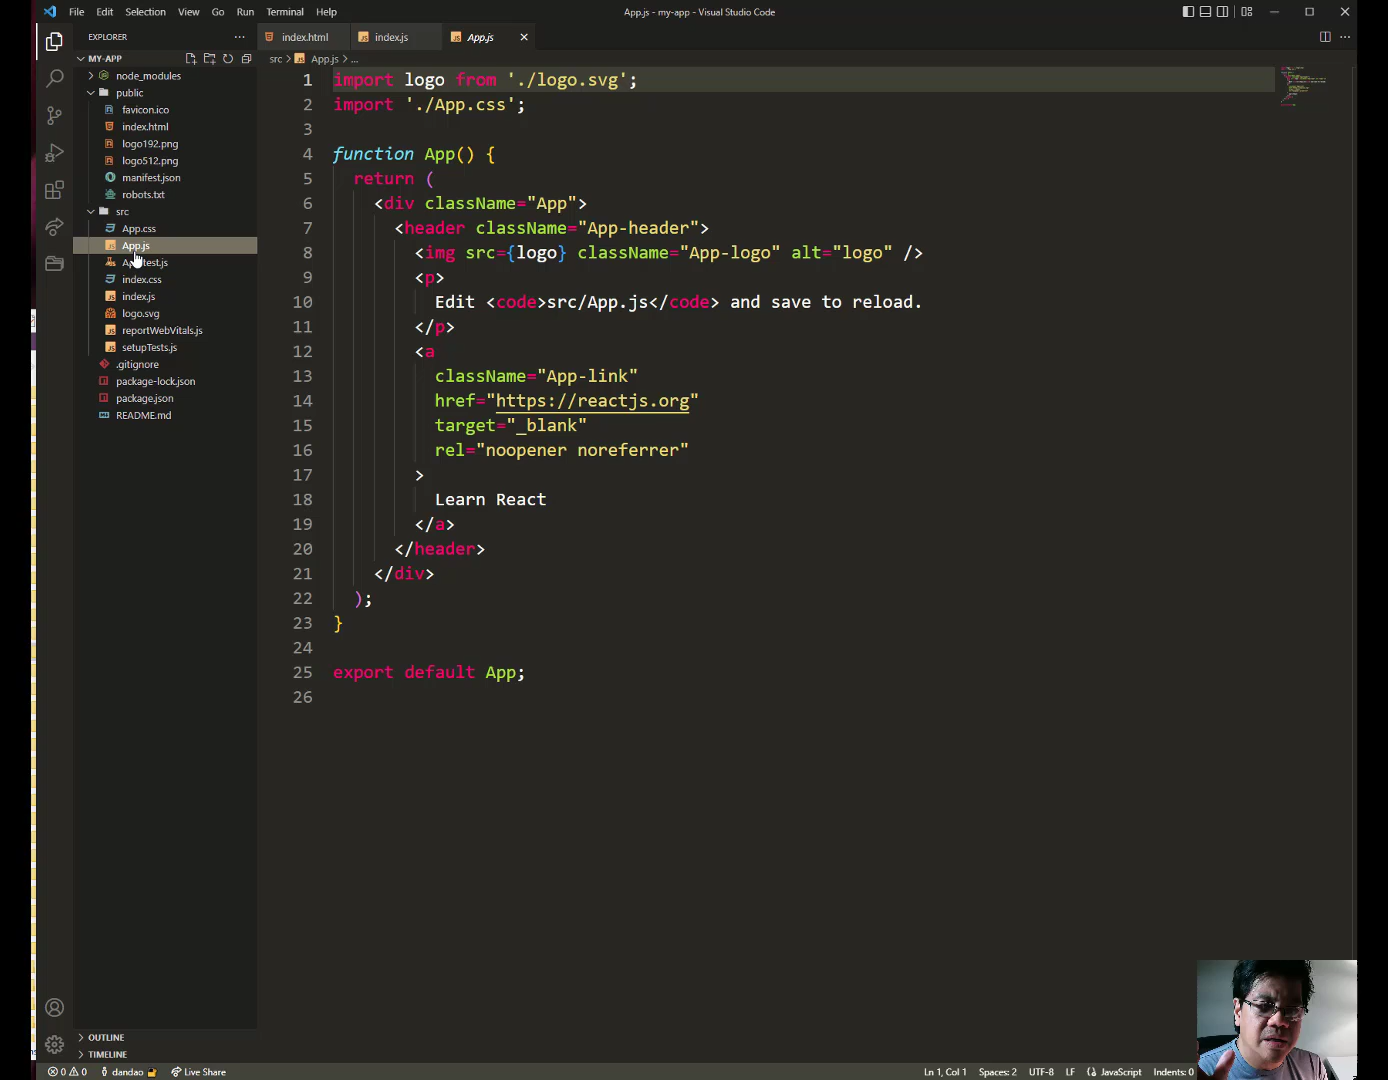 File Edit Selection View Go Run Terminal Help
App.js - my-app - Visual Studio Code
EXPLORER
MY-APP
node_modules
public
favicon.ico
index.html
logo192.png
logo512.png
manifest.json
robots.txt
src
App.css
App.js
App.test.js
index.css
index.js
logo.svg
reportWebVitals.js
setupTests.js
.gitignore
package-lock.json
package.json
README.md
OUTLINE
TIMELINE
index.html index.js App.js
src > App.js > ...
1 import logo from './logo.svg';
2 import './App.css';
3
4 function App() {
5 return (
6 <div className="App">
7 <header className="App-header">
8 <img src={logo} className="App-logo" alt="logo" />
9 <p>
10 Edit <code>src/App.js</code> and save to reload.
11 </p>
12 <a
13 className="App-link"
14 href="https://reactjs.org"
15 target="_blank"
16 rel="noopener noreferrer"
17 >
18 Learn React
19 </a>
20 </header>
21 </div>
22 );
23 }
24
25 export default App;
26
0 0 dandao Live Share Ln 1, Col 1 Spaces: 2 UTF-8 LF JavaScript Indents: 0